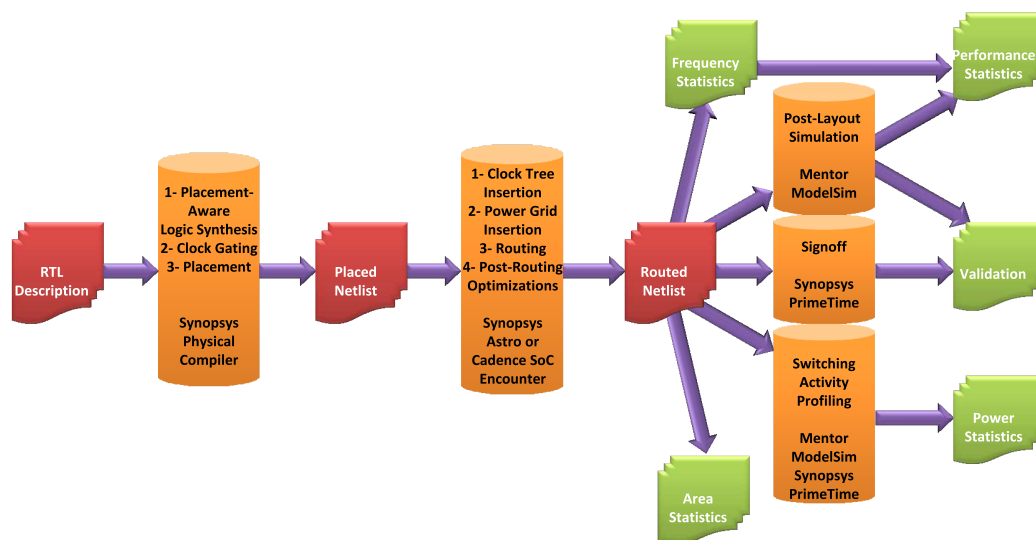 RTL
Description
1- Placement-
Aware
Logic Synthesis
2- Clock Gating
3- Placement
Synopsys
Physical
Compiler
Placed
Netlist
1- Clock Tree
Insertion
2- Power Grid
Insertion
3- Routing
4- Post-Routing
Optimizations
Synopsys
Astro or
Cadence SoC
Encounter
Routed
Netlist
Frequency
Statistics
Post-Layout
Simulation
Mentor
ModelSim
Performance
Statistics
Signoff
Synopsys
PrimeTime
Validation
Switching
Activity
Profiling
Mentor
ModelSim
Synopsys
PrimeTime
Power
Statistics
Area
Statistics